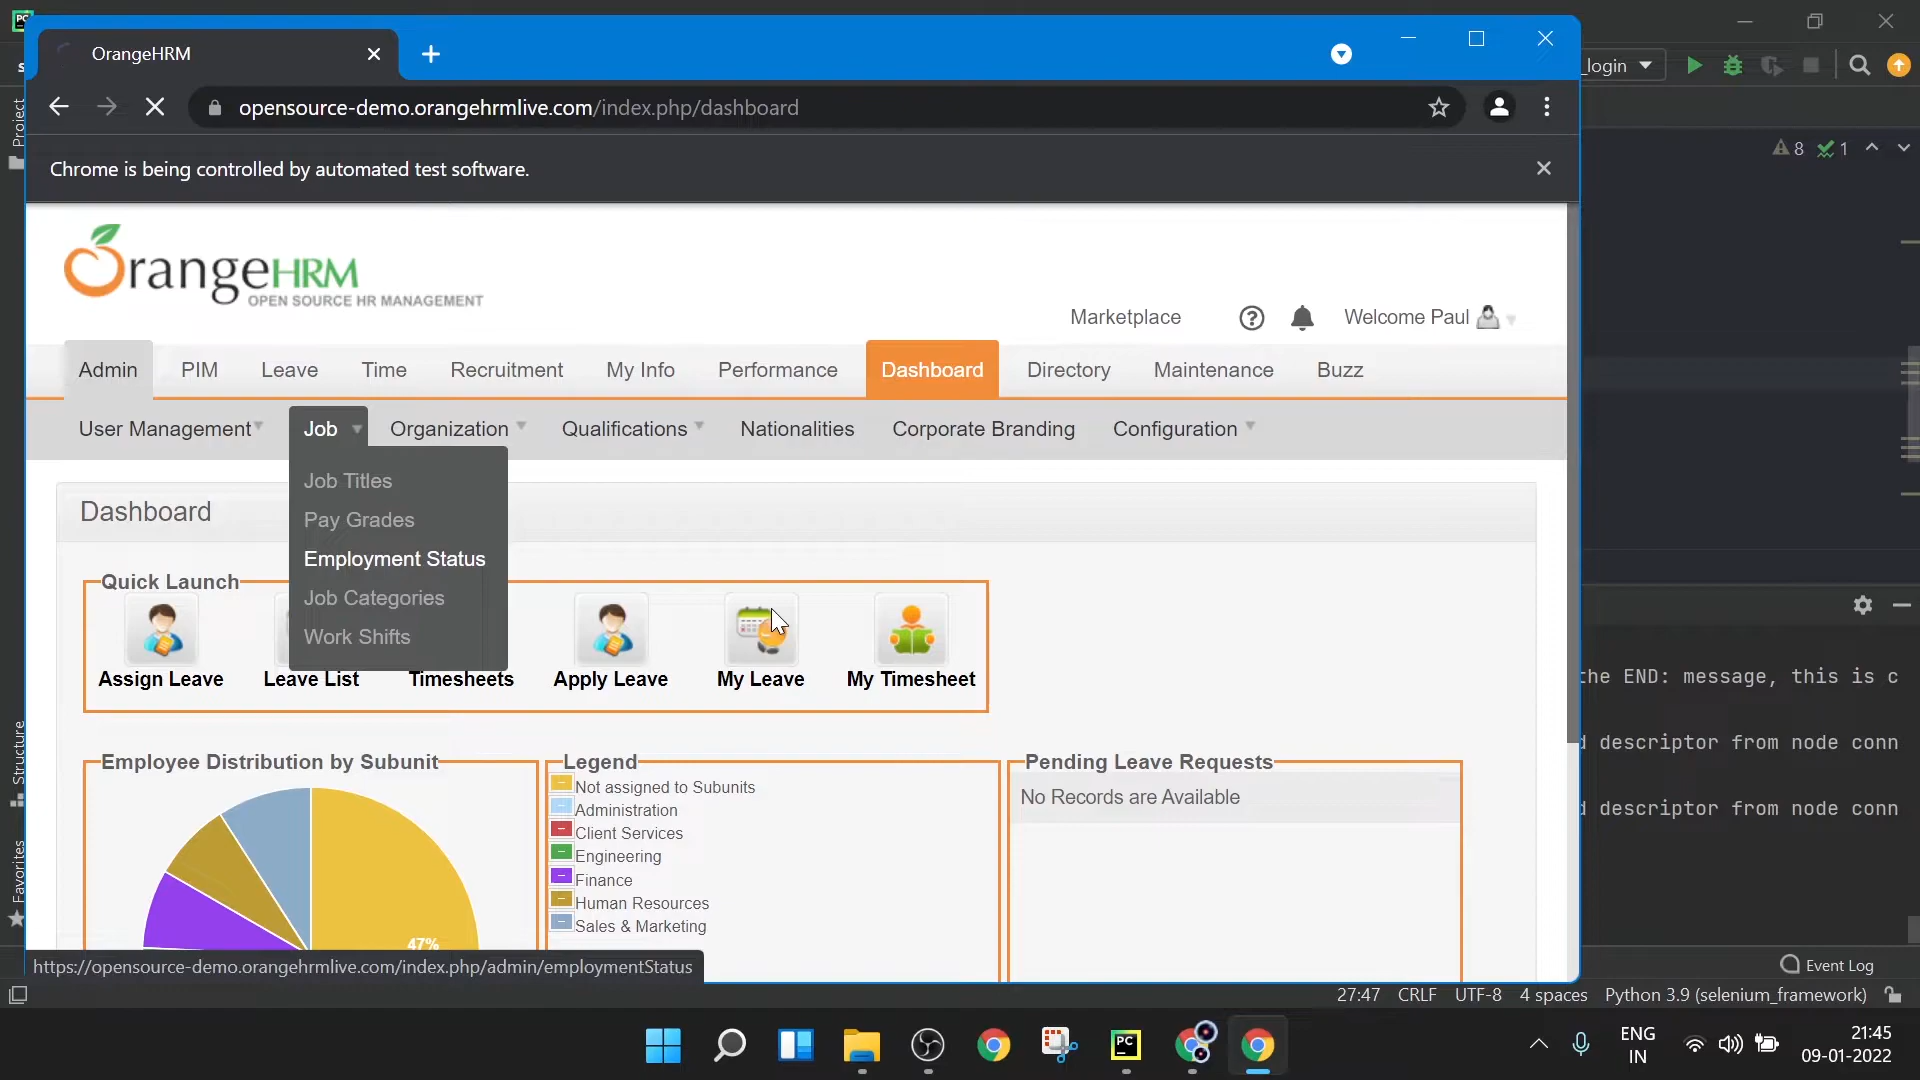 PC
OrangeHRM
login
opensource-demo.orangehrmlive.com/index.php/dashboard
Project
8
1
Chrome is being controlled by automated test software.
OrangeHRM
OPEN SOURCE HR MANAGEMENT
Marketplace
?
Welcome Paul
Admin
PIM
Leave
Time
Recruitment
My Info
Performance
Dashboard
Directory
Maintenance
Buzz
User Management
Job
Organization
Qualifications
Nationalities
Corporate Branding
Configuration
Job Titles
Pay Grades
Employment Status
Job Categories
Work Shifts
Dashboard
Quick Launch
Assign Leave
Leave List
Timesheets
Apply Leave
My Leave
My Timesheet
the END: message, this is c
d descriptor from node conn
d descriptor from node conn
Structure
Favorites
Employee Distribution by Subunit
47%
Legend
Not assigned to Subunits
Administration
Client Services
Engineering
Finance
Human Resources
Sales & Marketing
Pending Leave Requests
No Records are Available
https://opensource-demo.orangehrmlive.com/index.php/admin/employmentStatus
Event Log
27:47
CRLF
UTF-8
4 spaces
Python 3.9 (selenium_framework)
PC
ENG
IN
21:45
09-01-2022